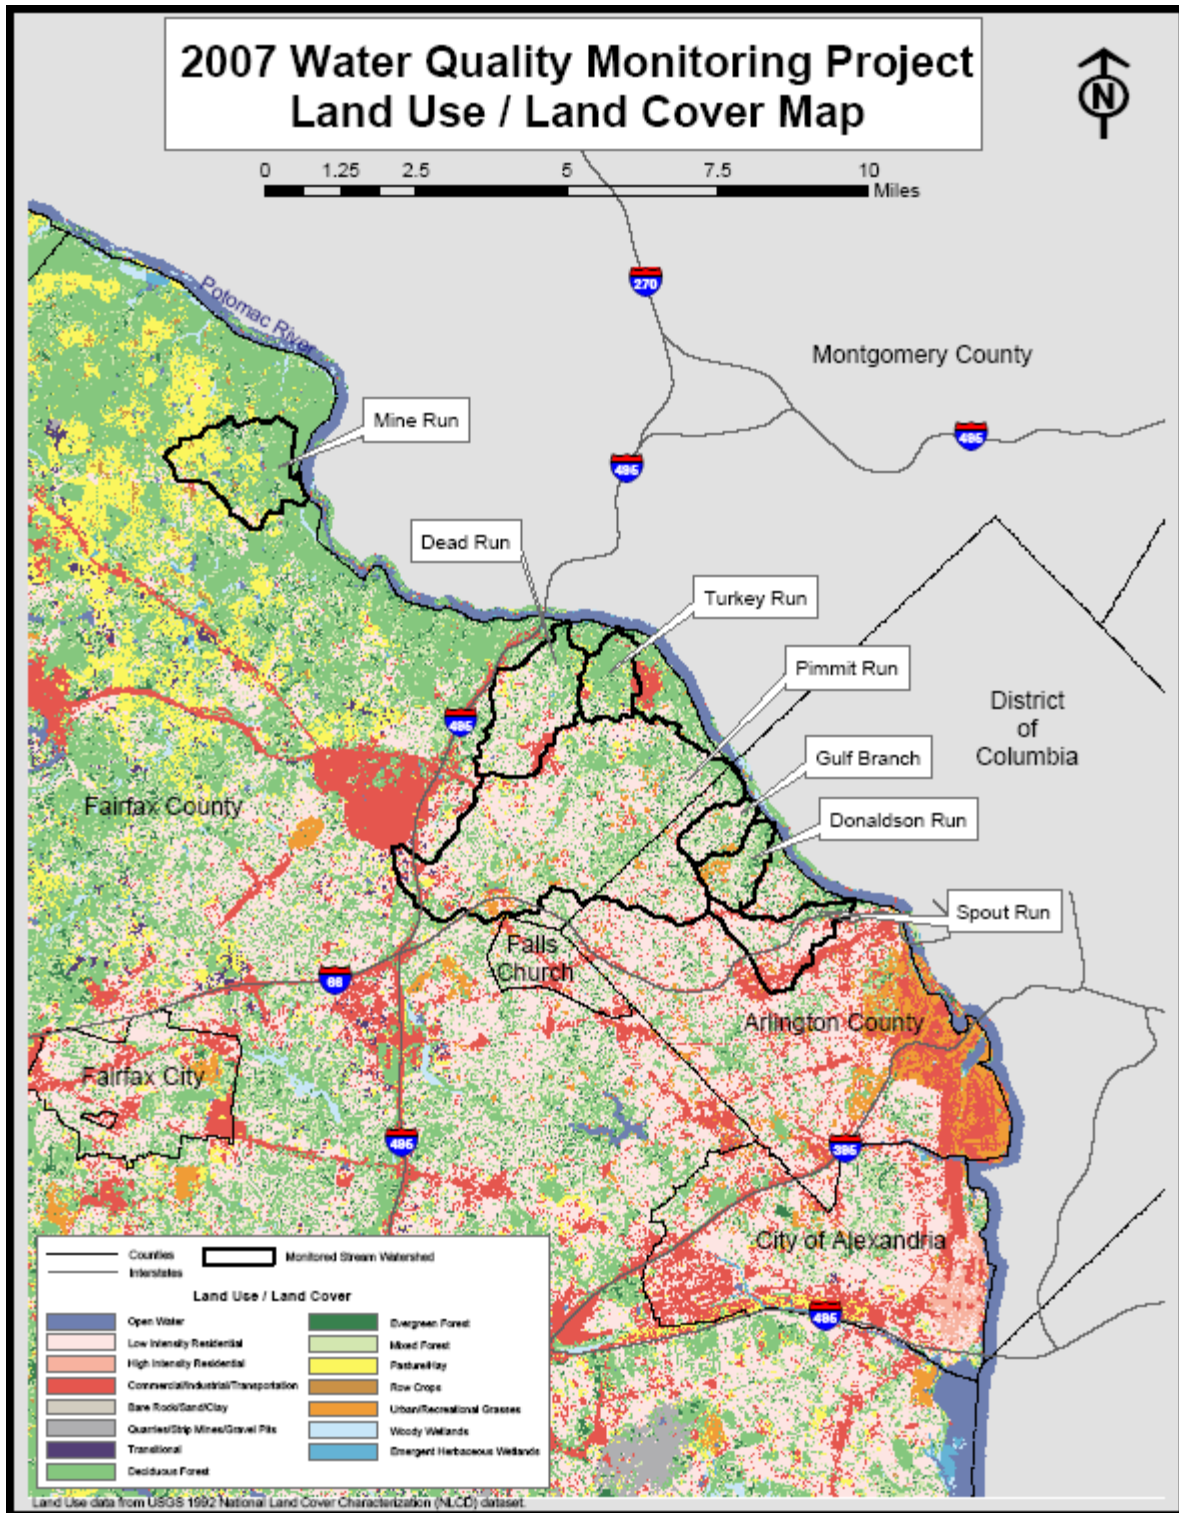 2007 Water Quality Monitoring Project
Land Use / Land Cover Map
N
0 1.25 2.5 5 7.5 10
Miles
270
Potomac River
Montgomery County
Mine Run
495
495
Dead Run
Turkey Run
Pimmit Run
District
of
Columbia
495
Gulf Branch
Fairfax County
Donaldson Run
Spout Run
Falls
Church
66
Arlington County
Fairfax City
495
395
City of Alexandria
495
Counties
Interstates
Monitored Stream Watershed
Land Use / Land Cover
Open Water
Low Intensity Residential
High Intensity Residential
Commercial/Industrial/Transportation
Bare Rock/Sand/Clay
Quarries/Strip Mines/Gravel Pits
Transitional
Deciduous Forest
Evergreen Forest
Mixed Forest
Pasture/Hay
Row Crops
Urban/Recreational Grasses
Woody Wetlands
Emergent Herbaceous Wetlands
Land Use data from USGS 1992 National Land Cover Characterization (NLCD) dataset.